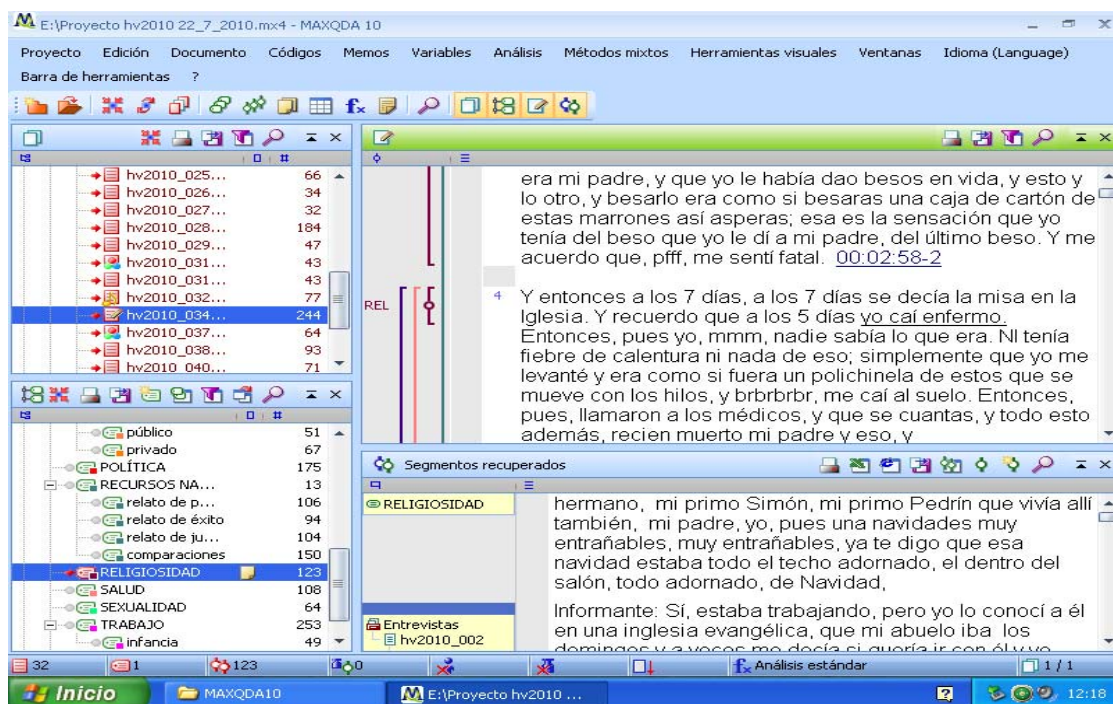 E:\Proyecto hv2010 22_7_2010.mx4 - MAXQDA 10
Proyecto Edición Documento Códigos Memos Variables Análisis Métodos mixtos Herramientas visuales Ventanas Idioma (Language)
Barra de herramientas ?
hv2010_025... 66
hv2010_026... 34
hv2010_027... 32
hv2010_028... 184
hv2010_029... 47
hv2010_031... 43
hv2010_031... 43
hv2010_032... 77
hv2010_034... 244
hv2010_037... 64
hv2010_038... 93
hv2010_040... 71
público 51
privado 67
POLÍTICA 175
RECURSOS NA... 13
relato de p... 106
relato de éxito 94
relato de ju... 104
comparaciones 150
RELIGIOSIDAD 123
SALUD 108
SEXUALIDAD 64
TRABAJO 253
infancia 49
era mi padre, y que yo le había dao besos en vida, y esto y
lo otro, y besarlo era como si besaras una caja de cartón de
estas marrones así asperas; esa es la sensación que yo
tenía del beso que yo le dí a mi padre, del último beso. Y me
acuerdo que, pfff, me sentí fatal. 00:02:58-2
REL
4 Y entonces a los 7 días, a los 7 días se decía la misa en la
Iglesia. Y recuerdo que a los 5 días yo caí enfermo.
Entonces, pues yo, mmm, nadie sabía lo que era. NI tenía
fiebre de calentura ni nada de eso; simplemente que yo me
levanté y era como si fuera un polichinela de estos que se
mueve con los hilos, y brbrbrbr, me caí al suelo. Entonces,
pues, llamaron a los médicos, y que se cuantas, y todo esto
además, recien muerto mi padre y eso, y
Segmentos recuperados
RELIGIOSIDAD
Entrevistas
hv2010_002
hermano, mi primo Simón, mi primo Pedrín que vivía allí
también, mi padre, yo, pues una navidades muy
entrañables, muy entrañables, ya te digo que esa
navidad estaba todo el techo adornado, el dentro del
salón, todo adornado, de Navidad,
Informante: Sí, estaba trabajando, pero yo lo conocí a él
en una inglesia evangélica, que mi abuelo iba los
domingos y a veces me decía si quería ir con él y yo
32 1 123 0 Análisis estándar 1 / 1
Inicio MAXQDA10 E:\Proyecto hv2010 ... 12:18